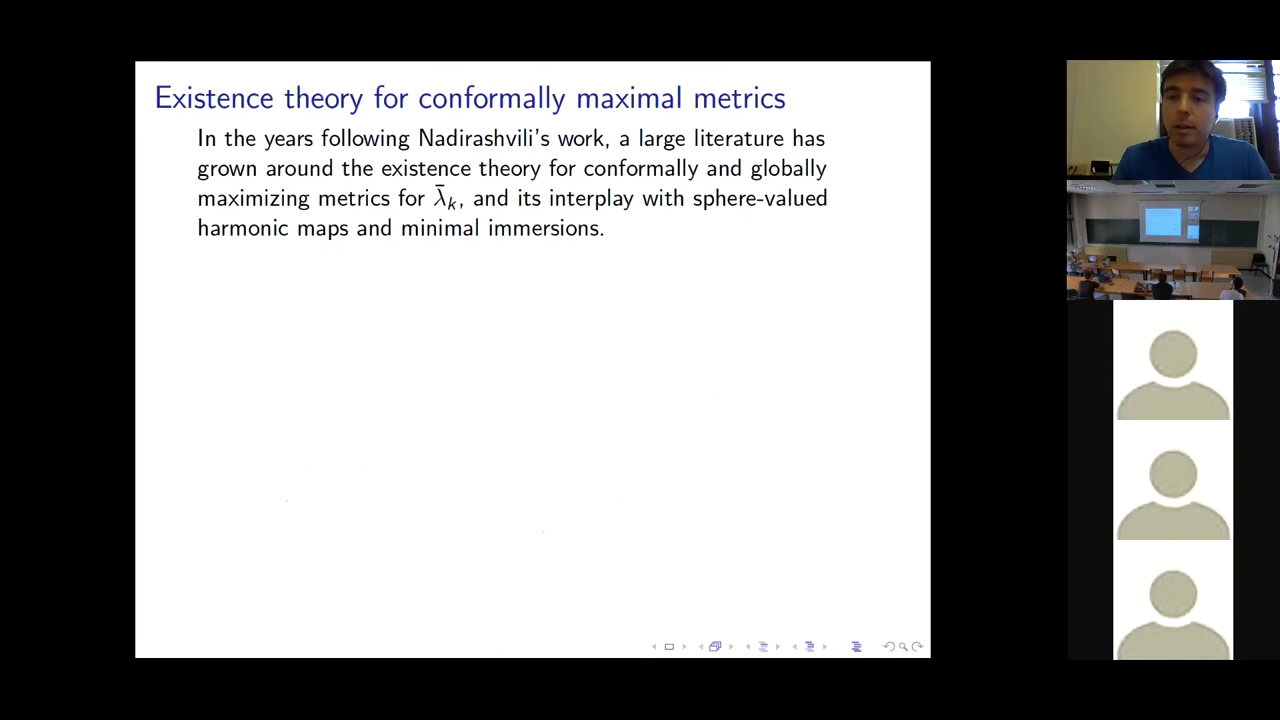 Existence theory for conformally maximal metrics
In the years following Nadirashvili's work, a large literature has
grown around the existence theory for conformally and globally
maximizing metrics for λ̄ₖ, and its interplay with sphere-valued
harmonic maps and minimal immersions.